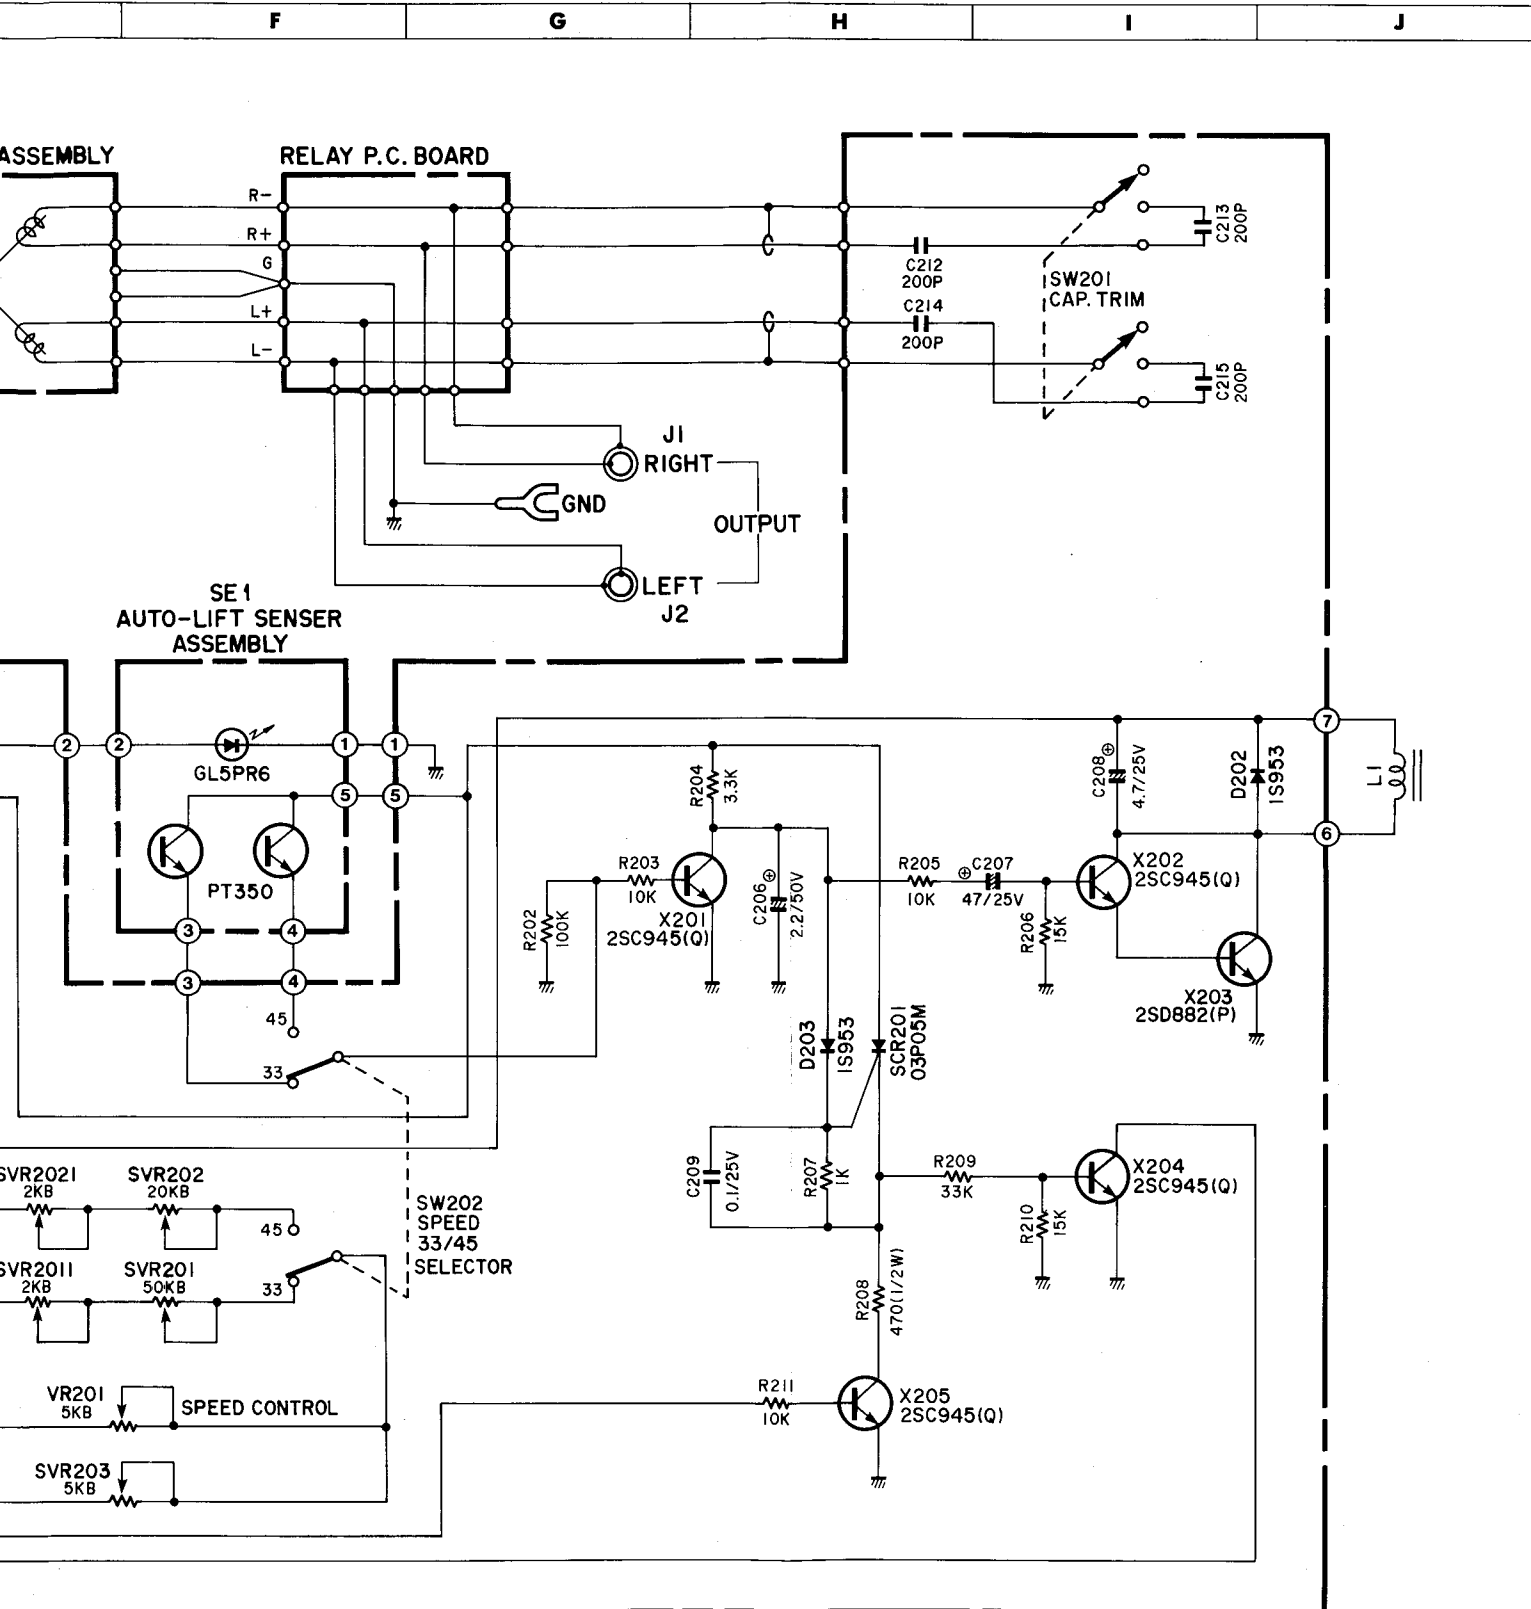 F G H I J
ASSEMBLY
RELAY P.C. BOARD
R-
R+
G
L+
L-
C212
200P
C214
200P
SW201
CAP. TRIM
C213
200P
C215
200P
J1
RIGHT
GND
OUTPUT
LEFT
J2
SE1
AUTO-LIFT SENSER
ASSEMBLY
2
2
1
1
GL5PR6
5
5
PT350
3
4
3
4
45
33
R204
3.3K
R203
10K
R202
100K
X201
2SC945(Q)
C206
⊕
2.2/50V
R205
10K
⊕
C207
47/25V
R206
15K
C208
⊕
4.7/25V
D202
1S953
7
L1
6
X202
2SC945(Q)
X203
2SD882(P)
D203
1S953
SCR201
03P05M
C209
0.1/25V
R207
1K
R209
33K
R210
15K
X204
2SC945(Q)
R208
470(1/2W)
SVR2021
2KB
SVR202
20KB
45
SW202
SPEED
33/45
SELECTOR
SVR2011
2KB
SVR201
50KB
33
VR201
5KB
SPEED CONTROL
SVR203
5KB
R211
10K
X205
2SC945(Q)